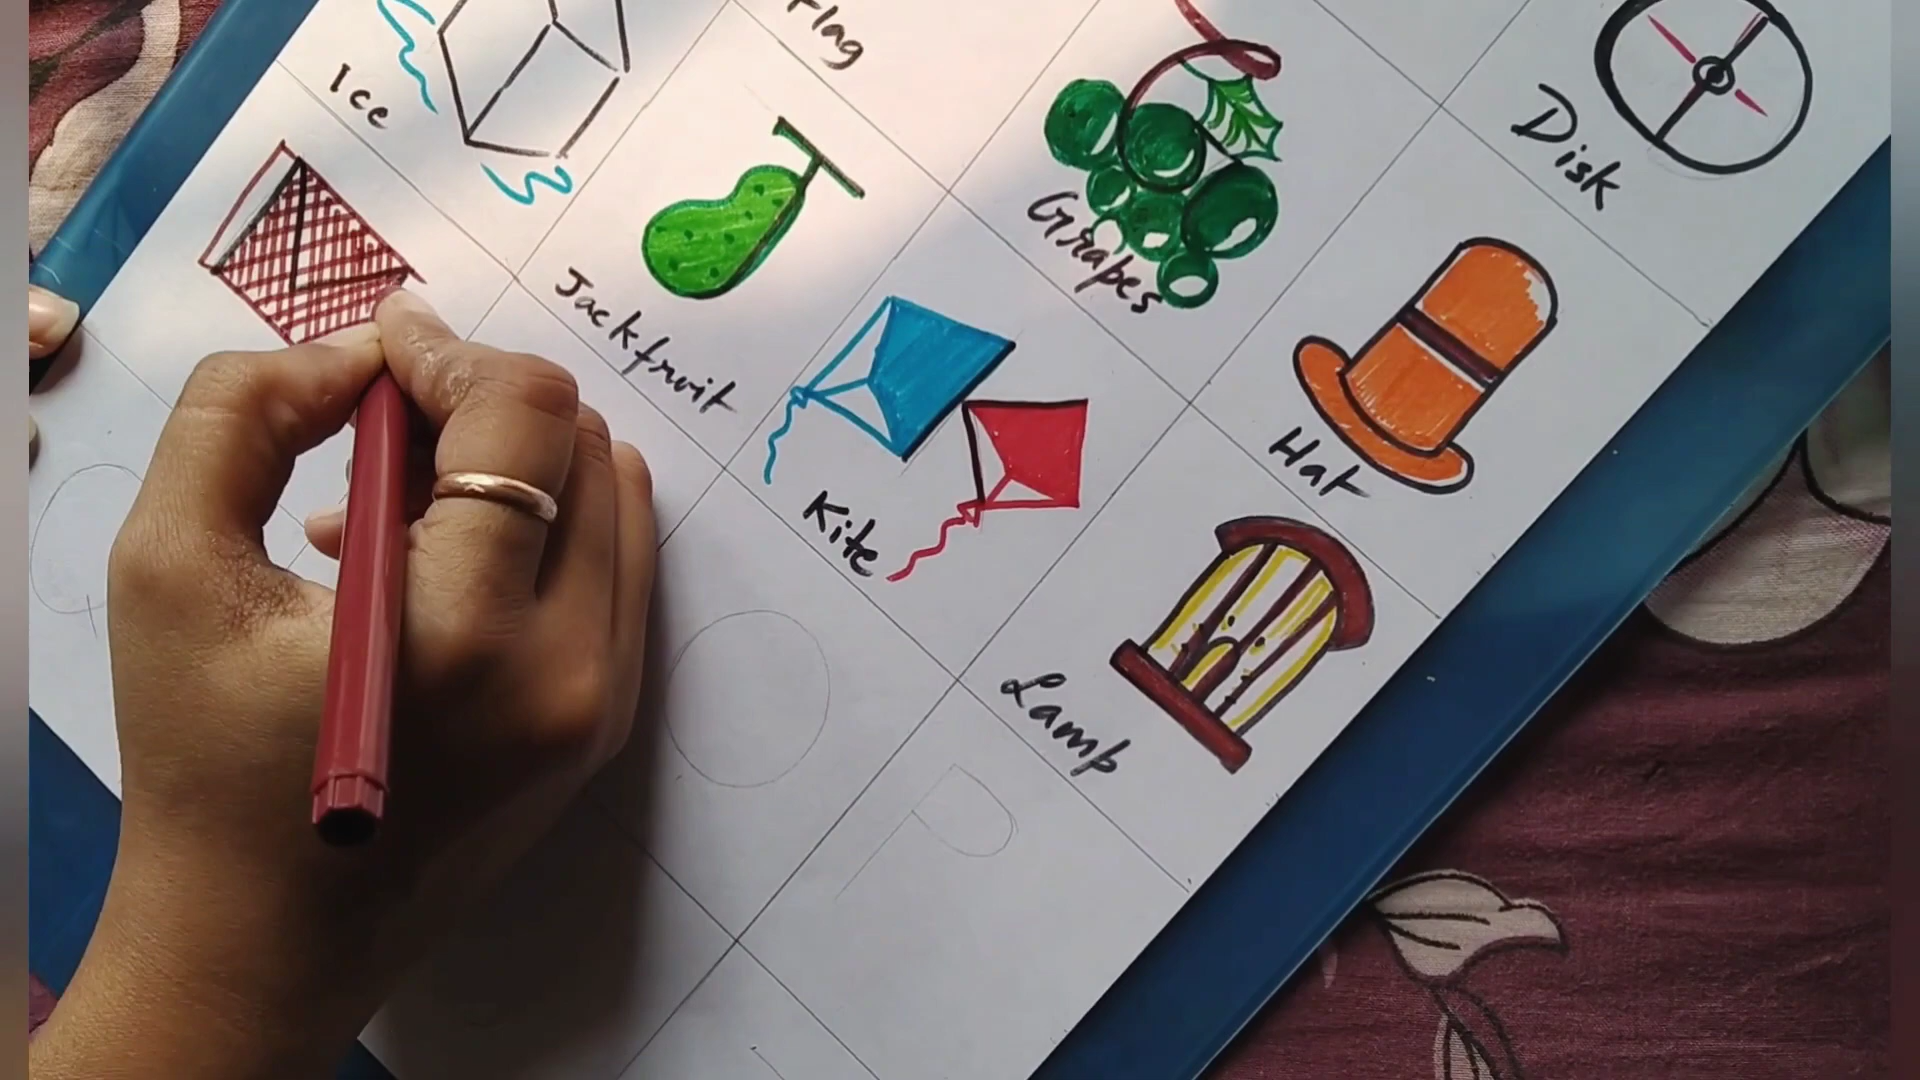 Flag
Disk
Ice
Jackfruit
Grapes
Hat
Kite
Lamp
P